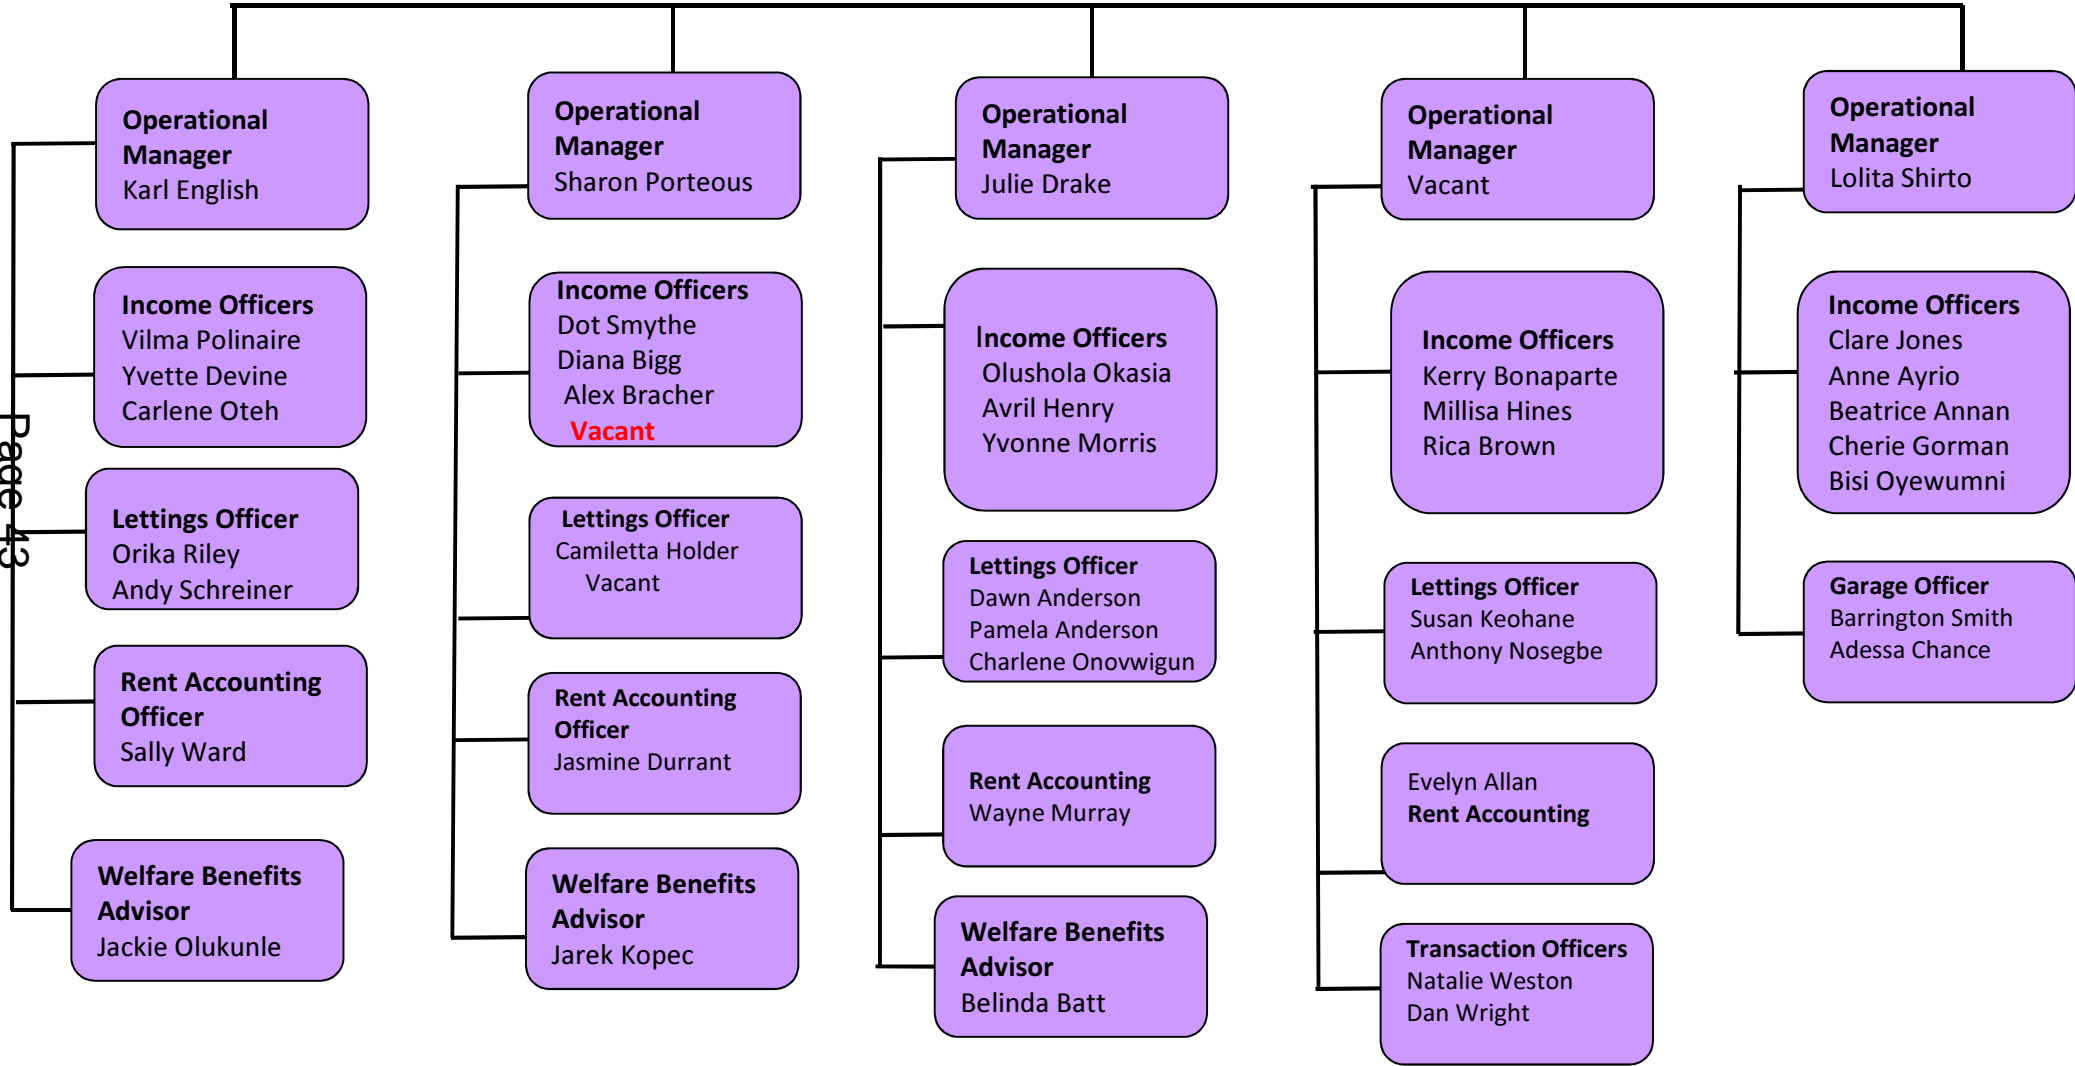 Operational
Manager
Karl English
Income Officers
Vilma Polinaire
Yvette Devine
Carlene Oteh
Lettings Officer
Orika Riley
Andy Schreiner
Rent Accounting
Officer
Sally Ward
Welfare Benefits
Advisor
Jackie Olukunle
Operational
Manager
Sharon Porteous
Income Officers
Dot Smythe
Diana Bigg
Alex Bracher
Vacant
Lettings Officer
Camiletta Holder
Vacant
Rent Accounting
Officer
Jasmine Durrant
Welfare Benefits
Advisor
Jarek Kopec
Operational
Manager
Julie Drake
Income Officers
Olushola Okasia
Avril Henry
Yvonne Morris
Lettings Officer
Dawn Anderson
Pamela Anderson
Charlene Onovwigun
Rent Accounting
Wayne Murray
Welfare Benefits
Advisor
Belinda Batt
Operational
Manager
Vacant
Income Officers
Kerry Bonaparte
Millisa Hines
Rica Brown
Lettings Officer
Susan Keohane
Anthony Nosegbe
Evelyn Allan
Rent Accounting
Transaction Officers
Natalie Weston
Dan Wright
Operational
Manager
Lolita Shirto
Income Officers
Clare Jones
Anne Ayrio
Beatrice Annan
Cherie Gorman
Bisi Oyewumni
Garage Officer
Barrington Smith
Adessa Chance
Page 43